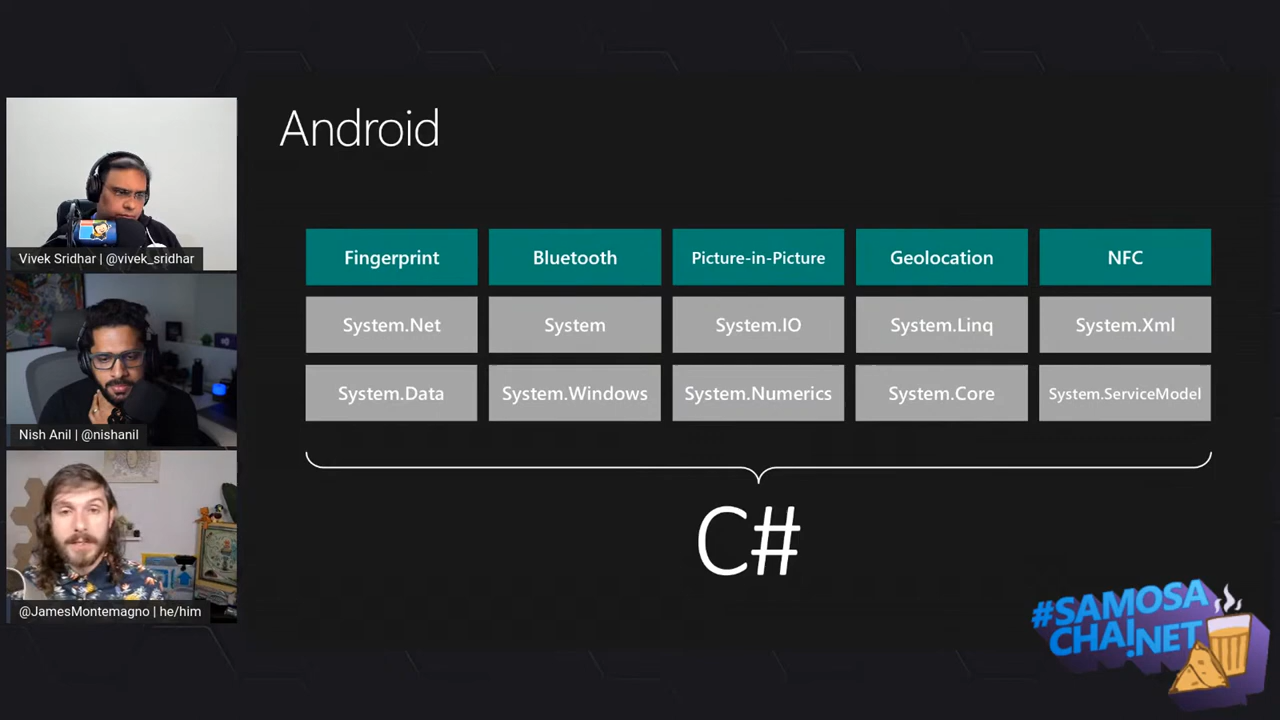 Android
Fingerprint
Bluetooth
Picture-in-Picture
Geolocation
NFC
System.Net
System
System.IO
System.Linq
System.Xml
System.Data
System.Windows
System.Numerics
System.Core
System.ServiceModel
C#
Vivek Sridhar | @vivek_sridhar
Nish Anil | @nishanil
@JamesMontemagno | he/him
#SAMOSA
CHAI.NET